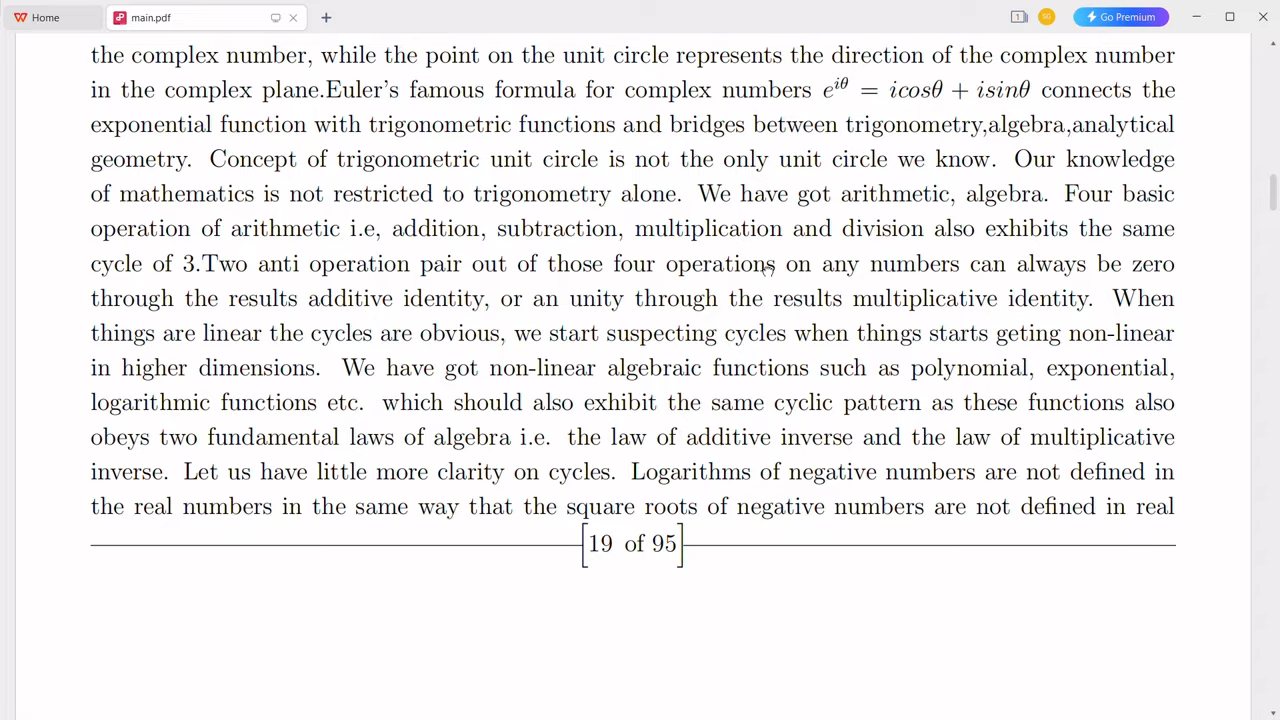 Home
main.pdf
1
SG
Go Premium
the complex number, while the point on the unit circle represents the direction of the complex number
in the complex plane.Euler's famous formula for complex numbers e^{iθ} = icosθ + isinθ connects the
exponential function with trigonometric functions and bridges between trigonometry,algebra,analytical
geometry. Concept of trigonometric unit circle is not the only unit circle we know. Our knowledge
of mathematics is not restricted to trigonometry alone. We have got arithmetic, algebra. Four basic
operation of arithmetic i.e, addition, subtraction, multiplication and division also exhibits the same
cycle of 3.Two anti operation pair out of those four operations on any numbers can always be zero
through the results additive identity, or an unity through the results multiplicative identity. When
things are linear the cycles are obvious, we start suspecting cycles when things starts geting non-linear
in higher dimensions. We have got non-linear algebraic functions such as polynomial, exponential,
logarithmic functions etc. which should also exhibit the same cyclic pattern as these functions also
obeys two fundamental laws of algebra i.e. the law of additive inverse and the law of multiplicative
inverse. Let us have little more clarity on cycles. Logarithms of negative numbers are not defined in
the real numbers in the same way that the square roots of negative numbers are not defined in real
[19 of 95]